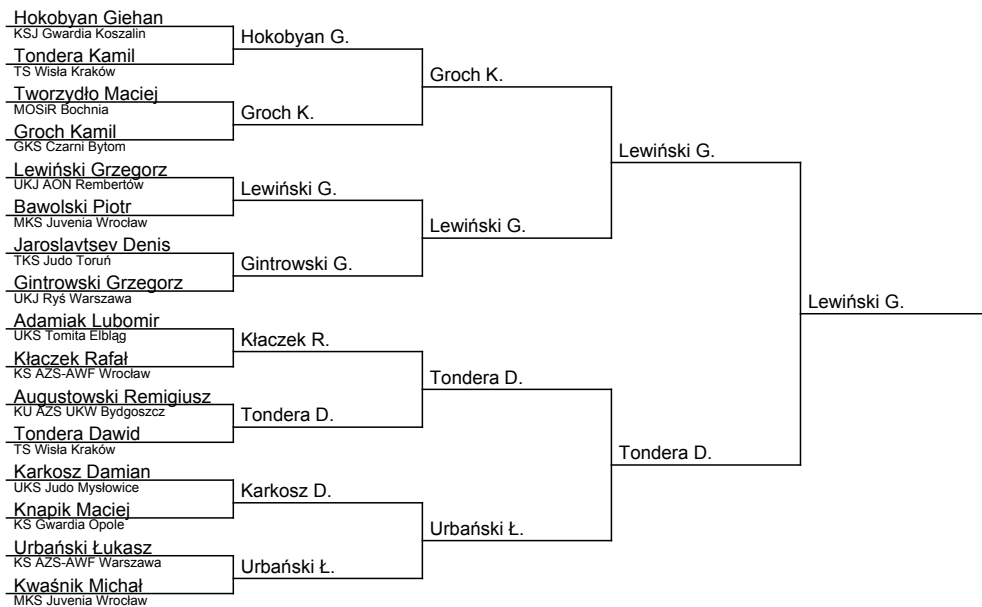 Hokobyan Giehan
KSJ Gwardia Koszalin
Tondera Kamil
TS Wisła Kraków
Tworzydło Maciej
MOSiR Bochnia
Groch Kamil
GKS Czarni Bytom
Lewiński Grzegorz
UKJ AON Rembertów
Bawolski Piotr
MKS Juvenia Wrocław
Jaroslavtsev Denis
TKS Judo Toruń
Gintrowski Grzegorz
UKJ Ryś Warszawa
Adamiak Lubomir
UKS Tomita Elbląg
Kłaczek Rafał
KS AZS-AWF Wrocław
Augustowski Remigiusz
KU AZS UKW Bydgoszcz
Tondera Dawid
TS Wisła Kraków
Karkosz Damian
UKS Judo Mysłowice
Knapik Maciej
KS Gwardia Opole
Urbański Łukasz
KS AZS-AWF Warszawa
Kwaśnik Michał
MKS Juvenia Wrocław
Hokobyan G.
Groch K.
Lewiński G.
Gintrowski G.
Kłaczek R.
Tondera D.
Karkosz D.
Urbański Ł.
Groch K.
Lewiński G.
Tondera D.
Urbański Ł.
Lewiński G.
Tondera D.
Lewiński G.